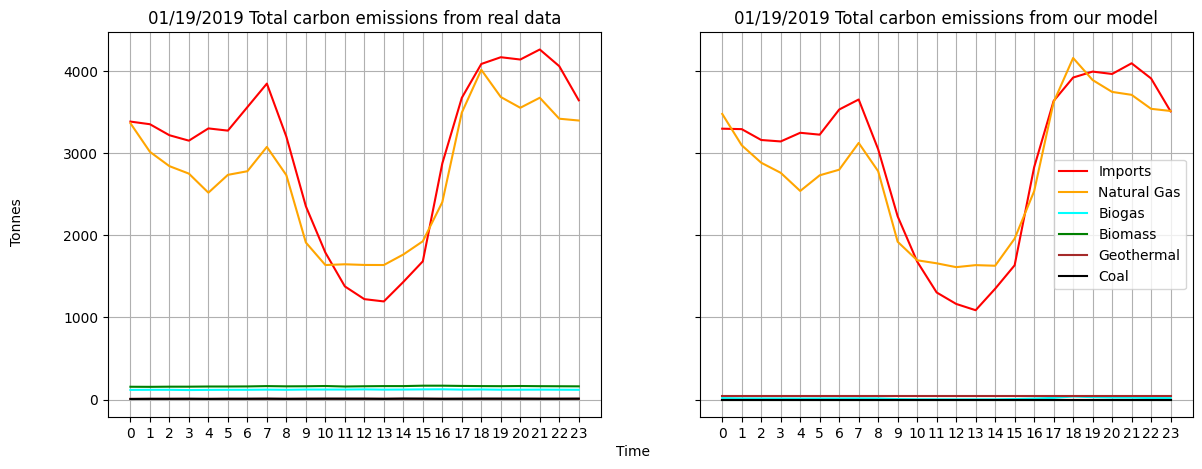 01/19/2019 Total carbon emissions from real data
01/19/2019 Total carbon emissions from our model
Tonnes
4000
3000
2000
1000
0
Imports
Natural Gas
Biogas
Biomass
Geothermal
Coal
0 1 2 3 4 5 6 7 8 9 10 11 12 13 14 15 16 17 18 19 20 21 22 23
0 1 2 3 4 5 6 7 8 9 10 11 12 13 14 15 16 17 18 19 20 21 22 23
Time